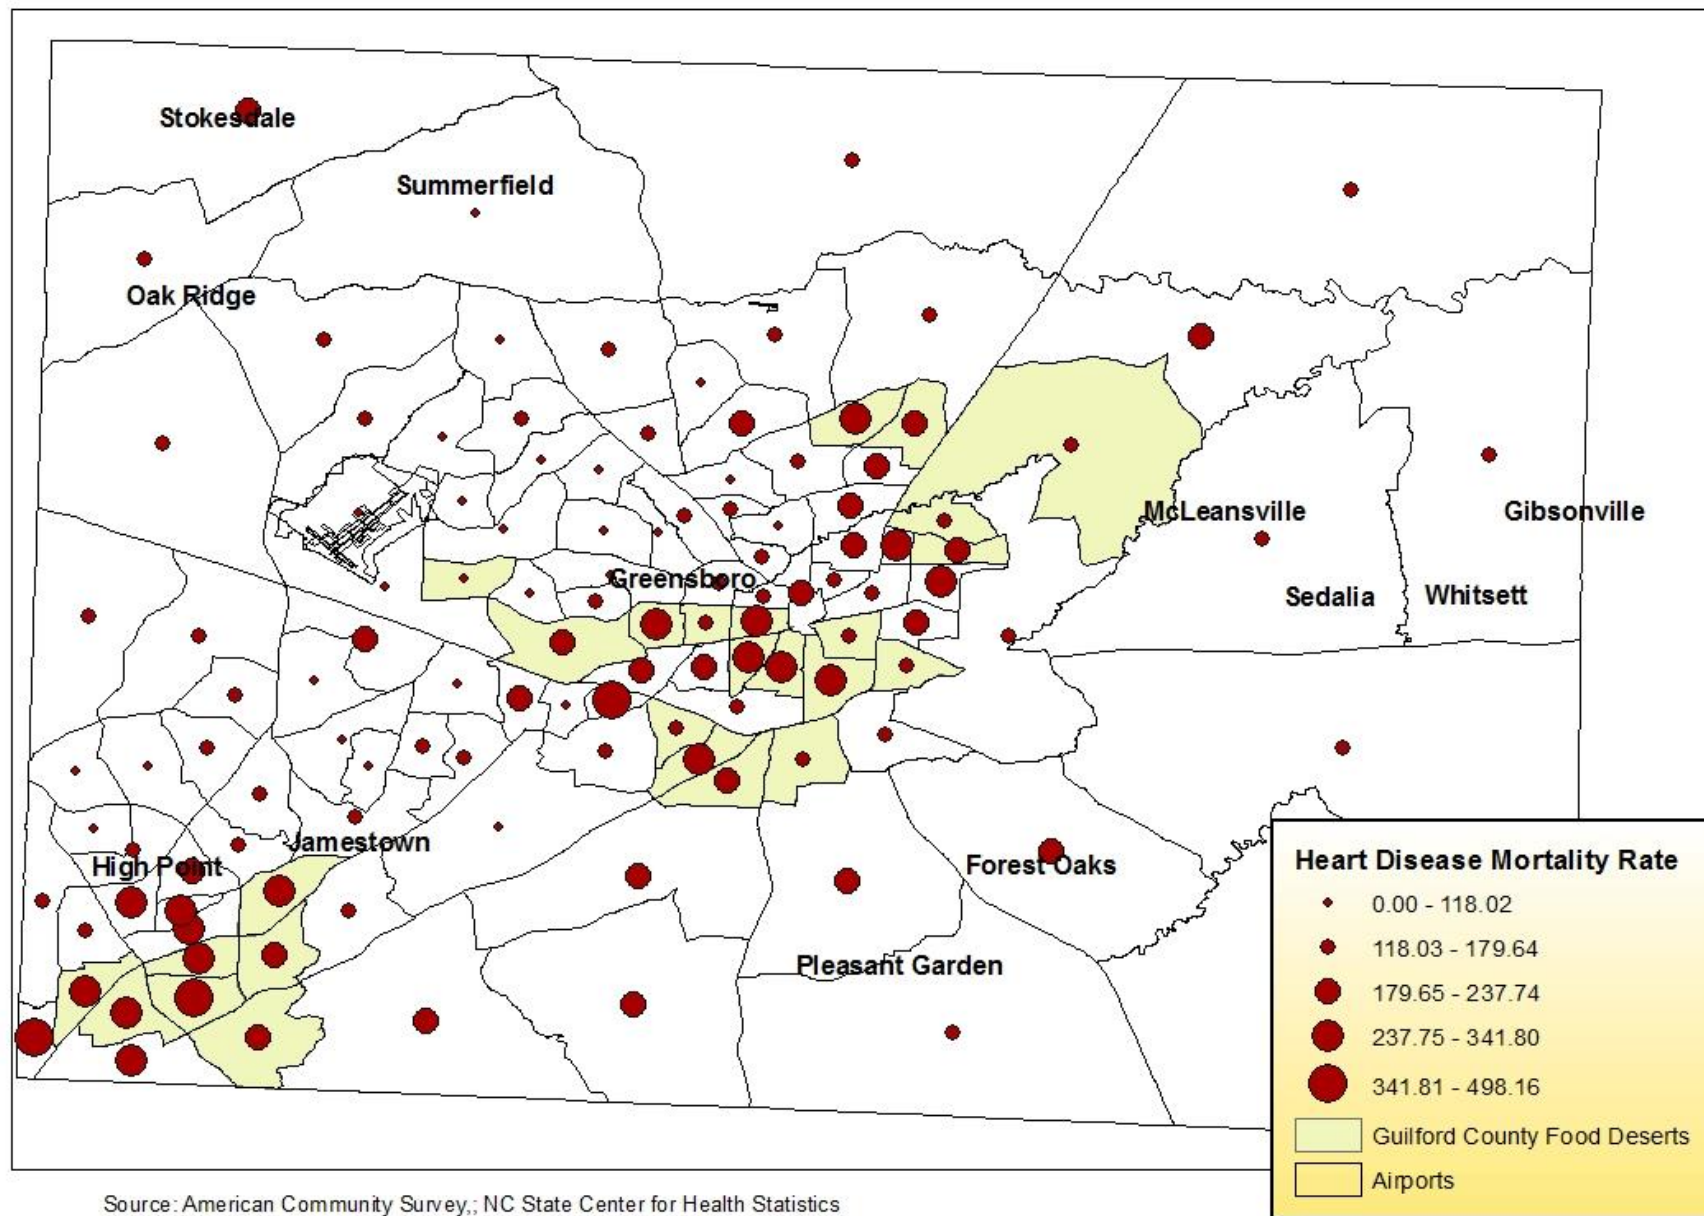 Stokesdale
Summerfield
Oak Ridge
McLeansville
Gibsonville
Greensboro
Sedalia
Whitsett
Jamestown
High Point
Forest Oaks
Pleasant Garden
Heart Disease Mortality Rate
0.00 - 118.02
118.03 - 179.64
179.65 - 237.74
237.75 - 341.80
341.81 - 498.16
Guilford County Food Deserts
Airports
Source: American Community Survey,; NC State Center for Health Statistics